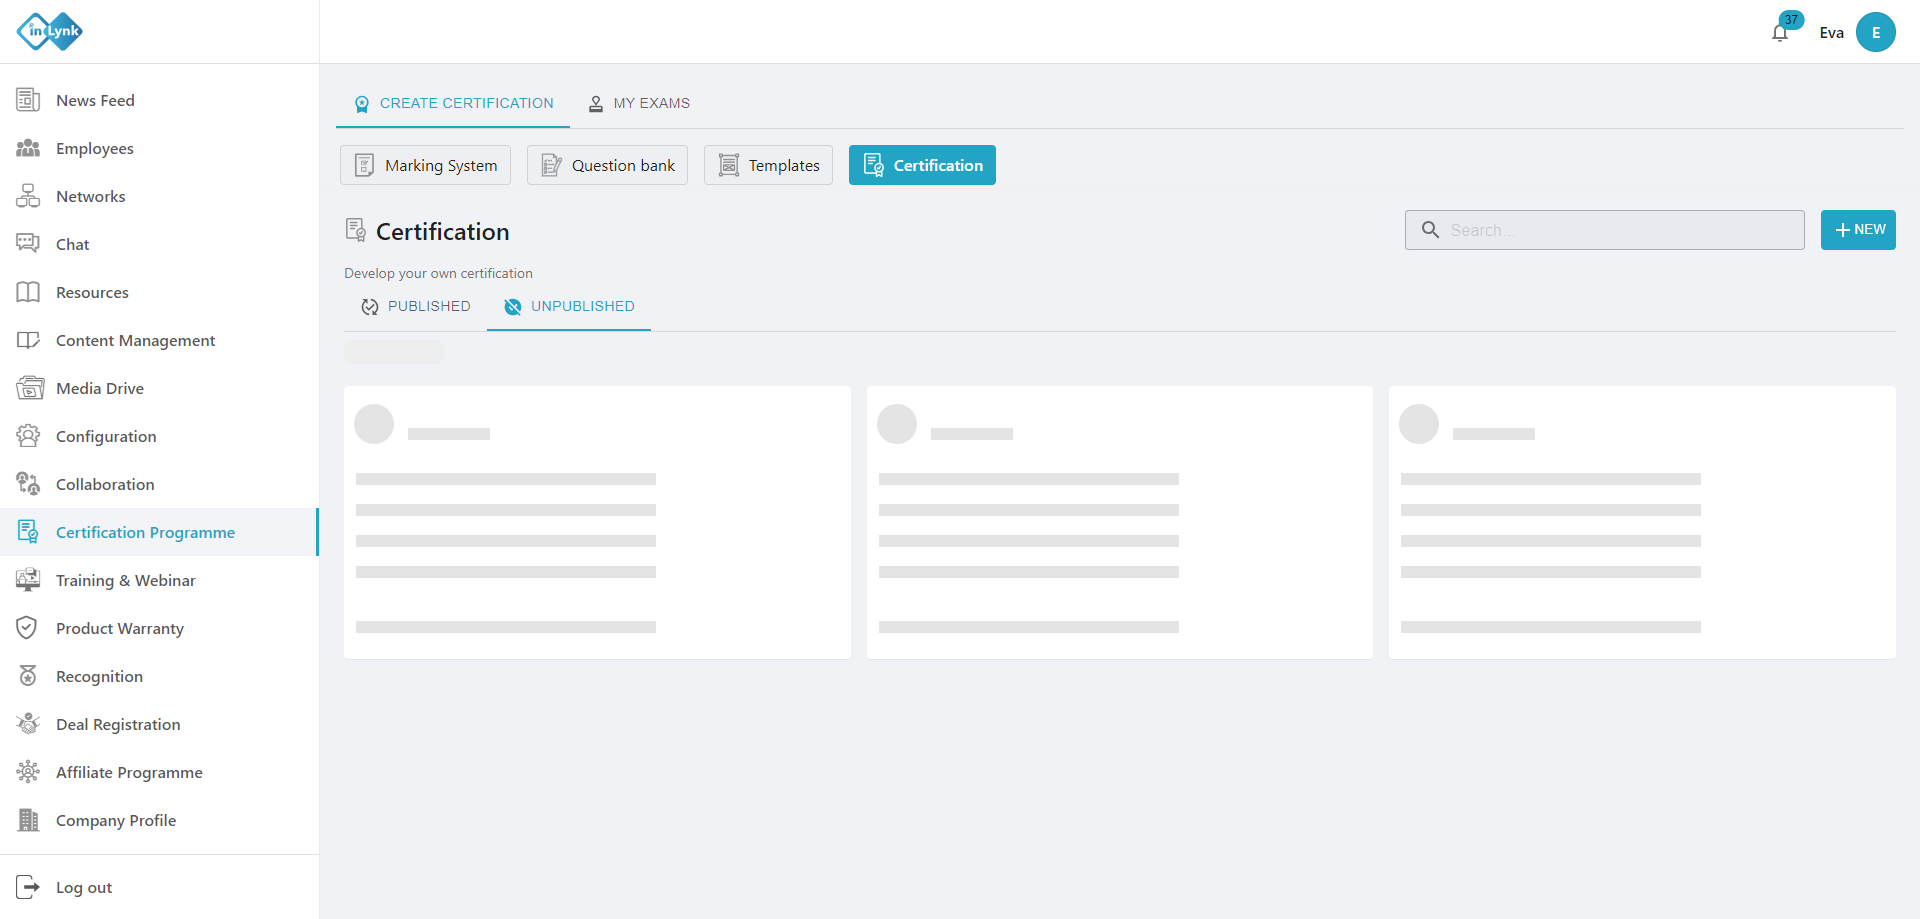 in Lynk
37
Eva
E
News Feed
Employees
Networks
Chat
Resources
Content Management
Media Drive
Configuration
Collaboration
Certification Programme
Training & Webinar
Product Warranty
Recognition
Deal Registration
Affiliate Programme
Company Profile
Log out
CREATE CERTIFICATION
MY EXAMS
Marking System
Question bank
Templates
Certification
Certification
Search...
NEW
Develop your own certification
PUBLISHED
UNPUBLISHED